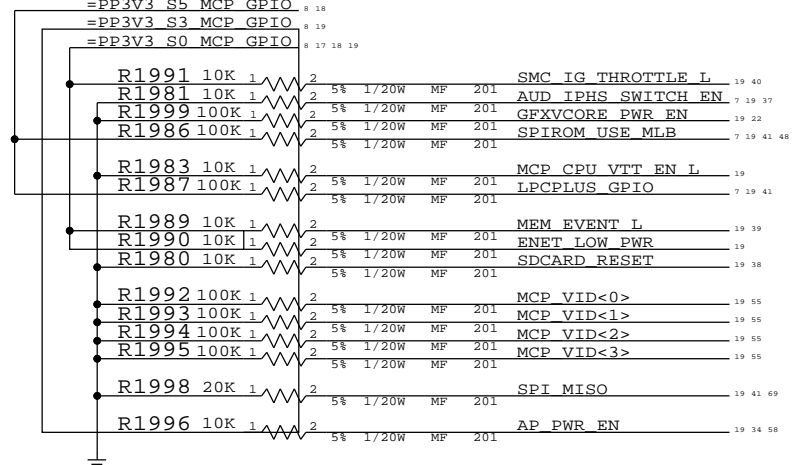 =PP3V3_S5_MCP_GPIO 8 18
=PP3V3_S3_MCP_GPIO 8 19
=PP3V3_S0_MCP_GPIO 8 17 18 19
R1991 10K 1 2 5% 1/20W MF 201 SMC_IG_THROTTLE_L 19 40
R1981 10K 1 2 5% 1/20W MF 201 AUD_IPHS_SWITCH_EN 7 19 37
R1999 100K 1 2 5% 1/20W MF 201 GFXVCORE_PWR_EN 19 22
R1986 100K 1 2 5% 1/20W MF 201 SPIROM_USE_MLB 7 19 41 48
R1983 10K 1 2 5% 1/20W MF 201 MCP_CPU_VTT_EN_L 19
R1987 100K 1 2 5% 1/20W MF 201 LPCPLUS_GPIO 7 19 41
R1989 10K 1 2 5% 1/20W MF 201 MEM_EVENT_L 19 39
R1990 10K 1 2 5% 1/20W MF 201 ENET_LOW_PWR 19
R1980 10K 1 2 5% 1/20W MF 201 SDCARD_RESET 19 38
R1992 100K 1 2 5% 1/20W MF 201 MCP_VID<0> 19 55
R1993 100K 1 2 5% 1/20W MF 201 MCP_VID<1> 19 55
R1994 100K 1 2 5% 1/20W MF 201 MCP_VID<2> 19 55
R1995 100K 1 2 5% 1/20W MF 201 MCP_VID<3> 19 55
R1998 20K 1 2 5% 1/20W MF 201 SPI_MISO 19 41 69
R1996 10K 1 2 5% 1/20W MF 201 AP_PWR_EN 19 34 58